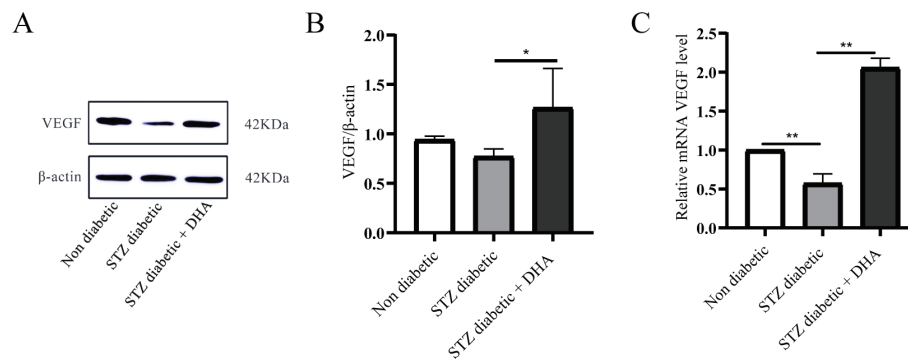 A
VEGF
42KDa
β-actin
42KDa
Non diabetic
STZ diabetic
STZ diabetic + DHA
B
VEGF/β-actin
2.0
1.5
1.0
0.5
0.0
*
Non diabetic
STZ diabetic
STZ diabetic + DHA
C
Relative mRNA VEGF level
2.5
2.0
1.5
1.0
0.5
0.0
**
**
Non diabetic
STZ diabetic
STZ diabetic + DHA